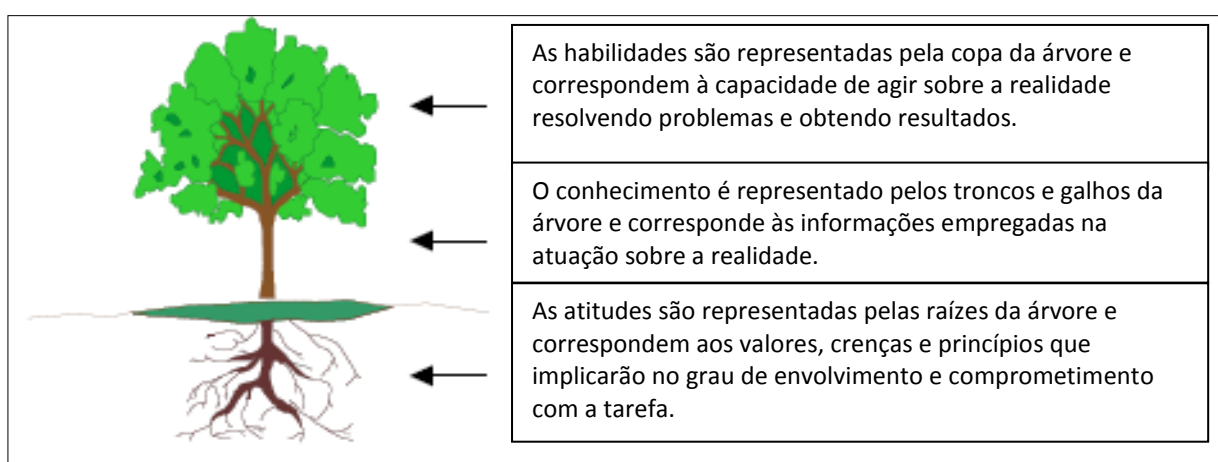 As habilidades são representadas pela copa da árvore e
correspondem à capacidade de agir sobre a realidade
resolvendo problemas e obtendo resultados.
O conhecimento é representado pelos troncos e galhos da
árvore e corresponde às informações empregadas na
atuação sobre a realidade.
As atitudes são representadas pelas raízes da árvore e
correspondem aos valores, crenças e princípios que
implicarão no grau de envolvimento e comprometimento
com a tarefa.